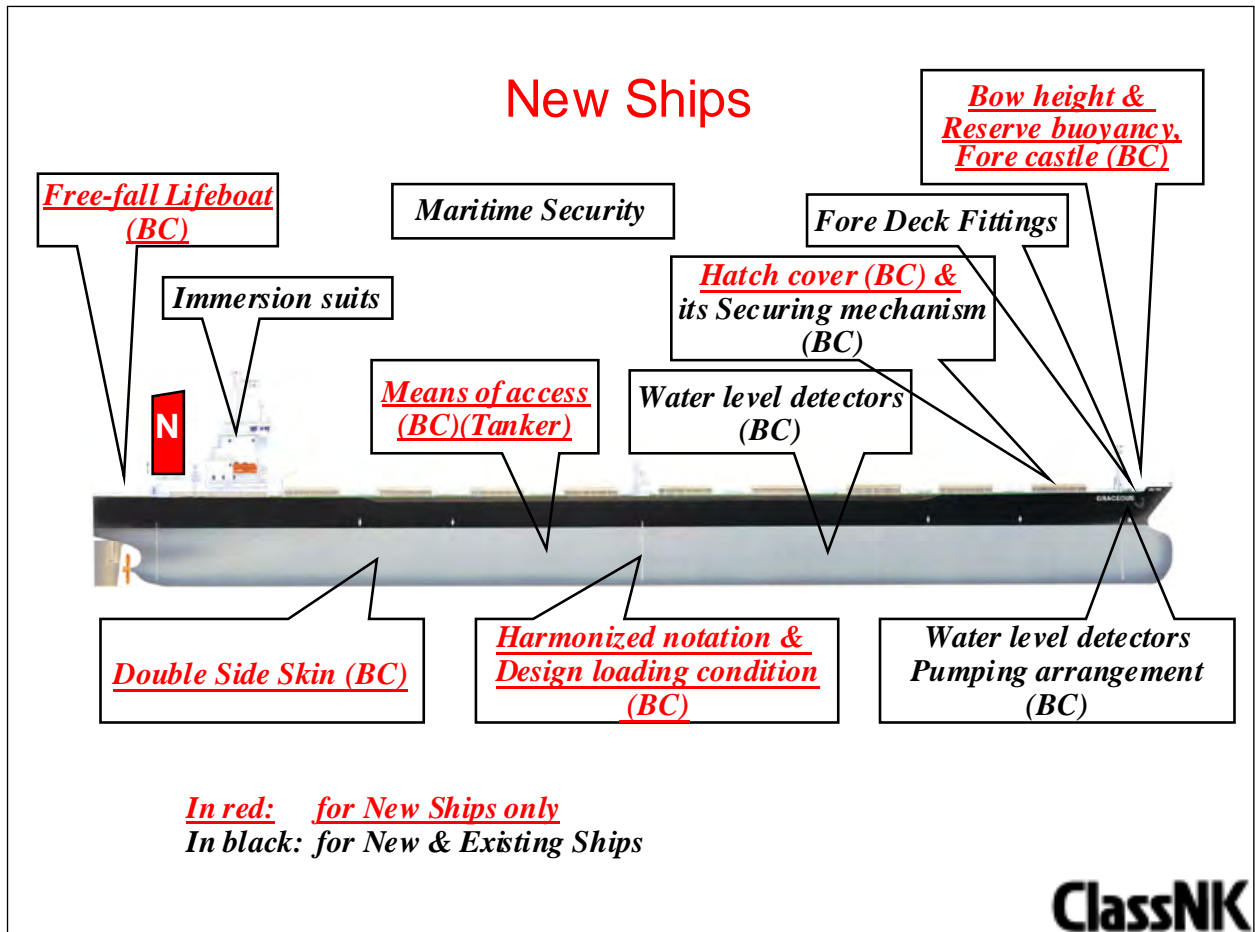 New Ships
Bow height &
Reserve buoyancy,
Fore castle (BC)
Free-fall Lifeboat
(BC)
Maritime Security
Fore Deck Fittings
Immersion suits
Hatch cover (BC) &
its Securing mechanism
(BC)
Means of access
(BC)(Tanker)
Water level detectors
(BC)
N
GRACEOUS
Double Side Skin (BC)
Harmonized notation &
Design loading condition
(BC)
Water level detectors
Pumping arrangement
(BC)
In red: for New Ships only
In black: for New & Existing Ships
ClassNK